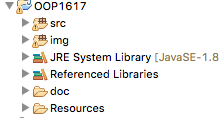 OOP1617
src
img
JRE System Library [JavaSE-1.8
Referenced Libraries
doc
Resources